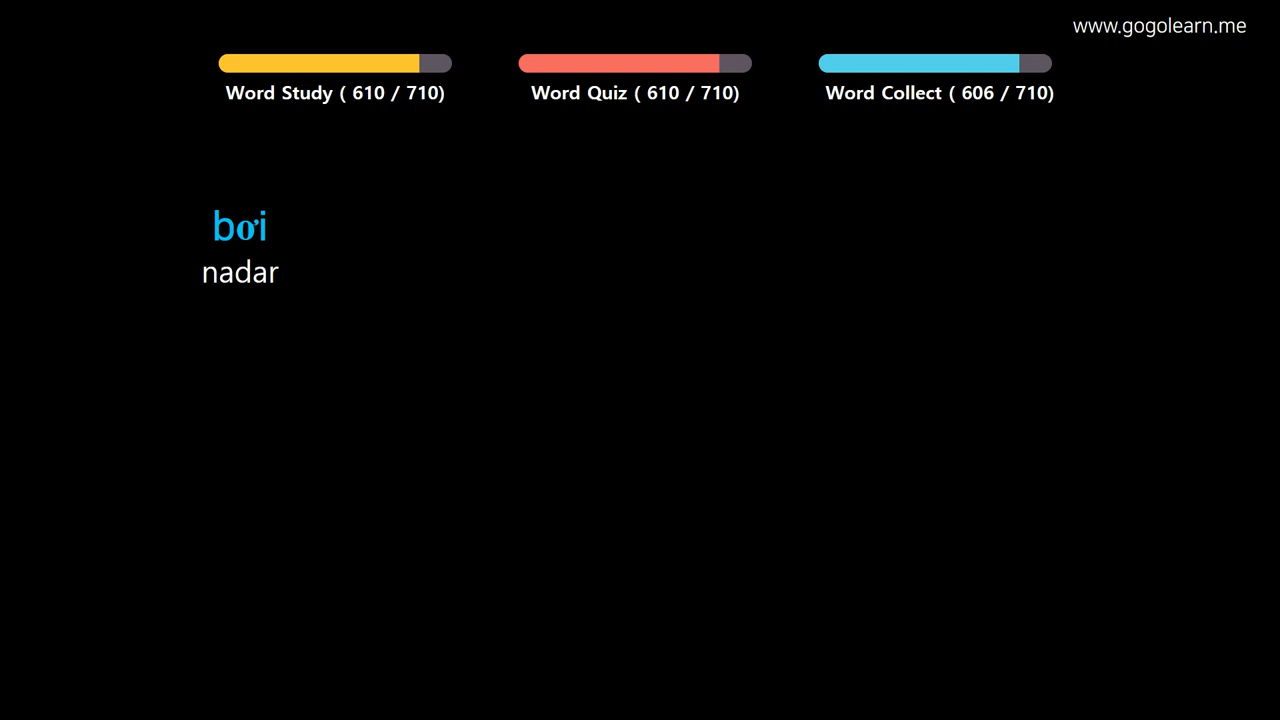 www.gogolearn.me
Word Study ( 610 / 710)
Word Quiz ( 610 / 710)
Word Collect ( 606 / 710)
bơi
nadar